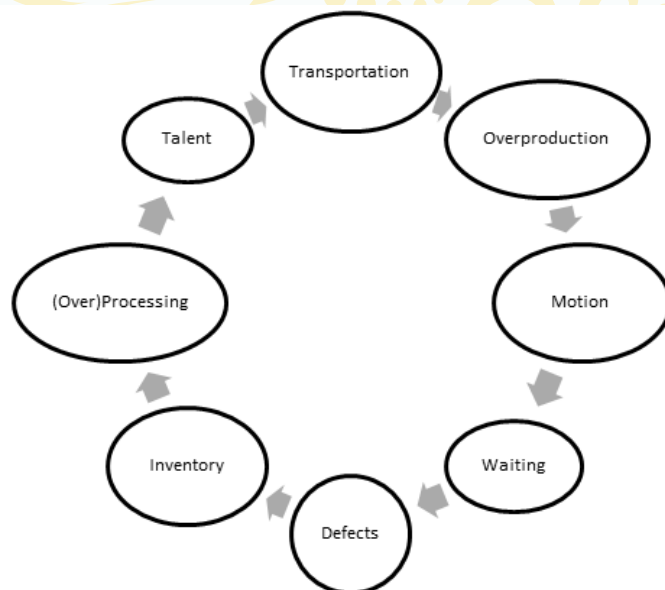 Transportation
Overproduction
Motion
Waiting
Defects
Inventory
(Over)Processing
Talent